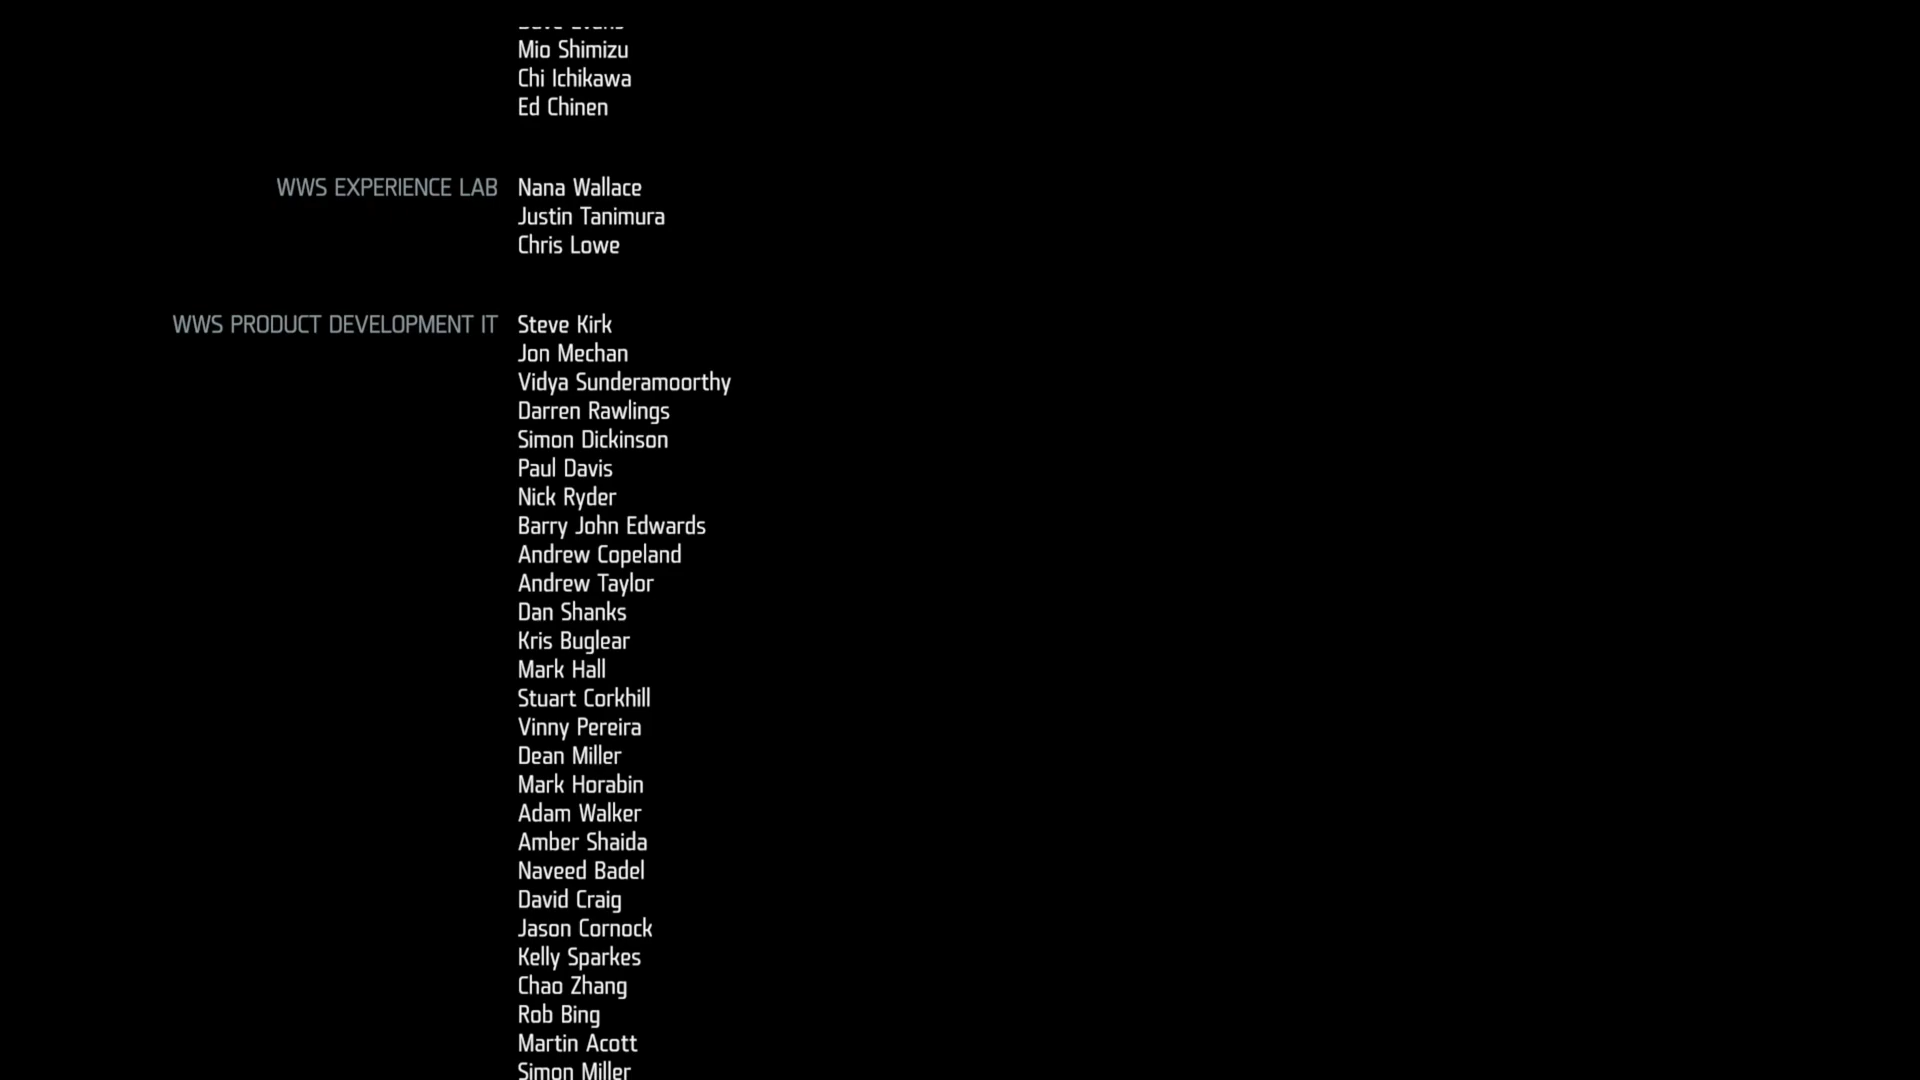 Mio Shimizu
Chi Ichikawa
Ed Chinen
WWS EXPERIENCE LAB Nana Wallace
Justin Tanimura
Chris Lowe
WWS PRODUCT DEVELOPMENT IT Steve Kirk
Jon Mechan
Vidya Sunderamoorthy
Darren Rawlings
Simon Dickinson
Paul Davis
Nick Ryder
Barry John Edwards
Andrew Copeland
Andrew Taylor
Dan Shanks
Kris Buglear
Mark Hall
Stuart Corkhill
Vinny Pereira
Dean Miller
Mark Horabin
Adam Walker
Amber Shaida
Naveed Badel
David Craig
Jason Cornock
Kelly Sparkes
Chao Zhang
Rob Bing
Martin Acott
Simon Miller